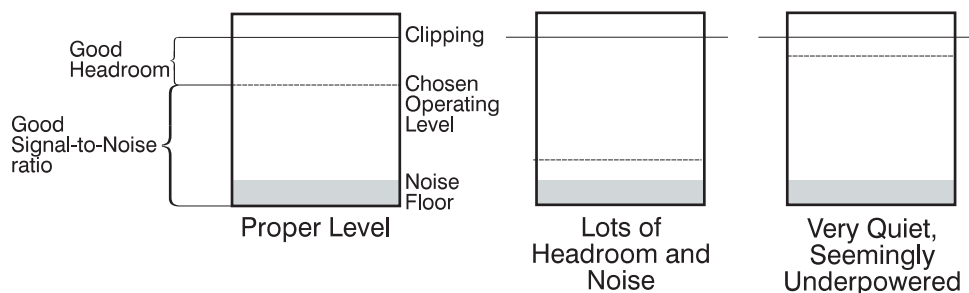 Good
Headroom
Good
Signal-to-Noise
ratio
Clipping
Chosen
Operating
Level
Noise
Floor
Proper Level
Lots of
Headroom and
Noise
Very Quiet,
Seemingly
Underpowered